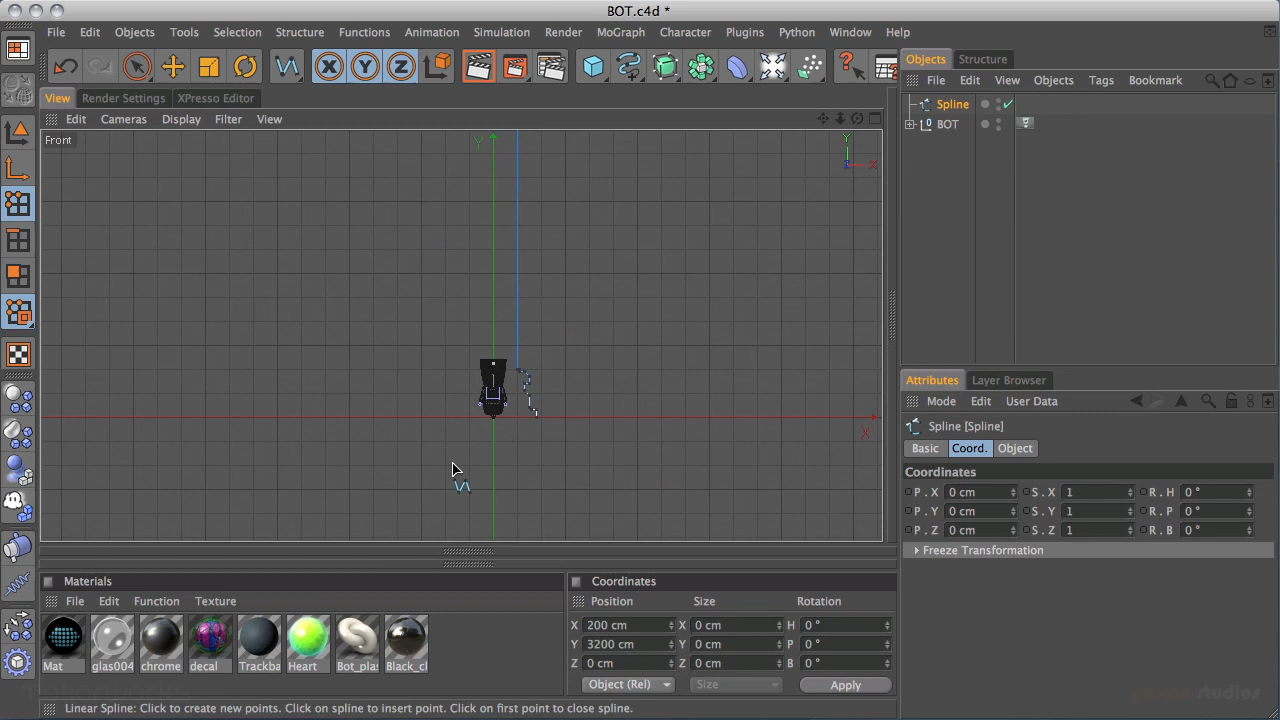 BOT.c4d *
File Edit Objects Tools Selection Structure Functions Animation Simulation Render MoGraph Character Plugins Python Window Help
View Render Settings XPresso Editor
Edit Cameras Display Filter View
Front
Y
X
Y
X
Z
Objects Structure
File Edit View Objects Tags Bookmark
Spline
BOT
Attributes Layer Browser
Mode Edit User Data
Spline [Spline]
Basic Coord. Object
Coordinates
P . X 0 cm S . X 1 R . H 0 °
P . Y 0 cm S . Y 1 R . P 0 °
P . Z 0 cm S . Z 1 R . B 0 °
Freeze Transformation
Materials
File Edit Function Texture
Mat glas004 chrome decal Trackba Heart Bot_plas Black_cl
Coordinates
Position Size Rotation
X 200 cm X 0 cm H 0 °
Y 3200 cm Y 0 cm P 0 °
Z 0 cm Z 0 cm B 0 °
Object (Rel) Size Apply
Linear Spline: Click to create new points. Click on spline to insert point. Click on first point to close spline.
studios